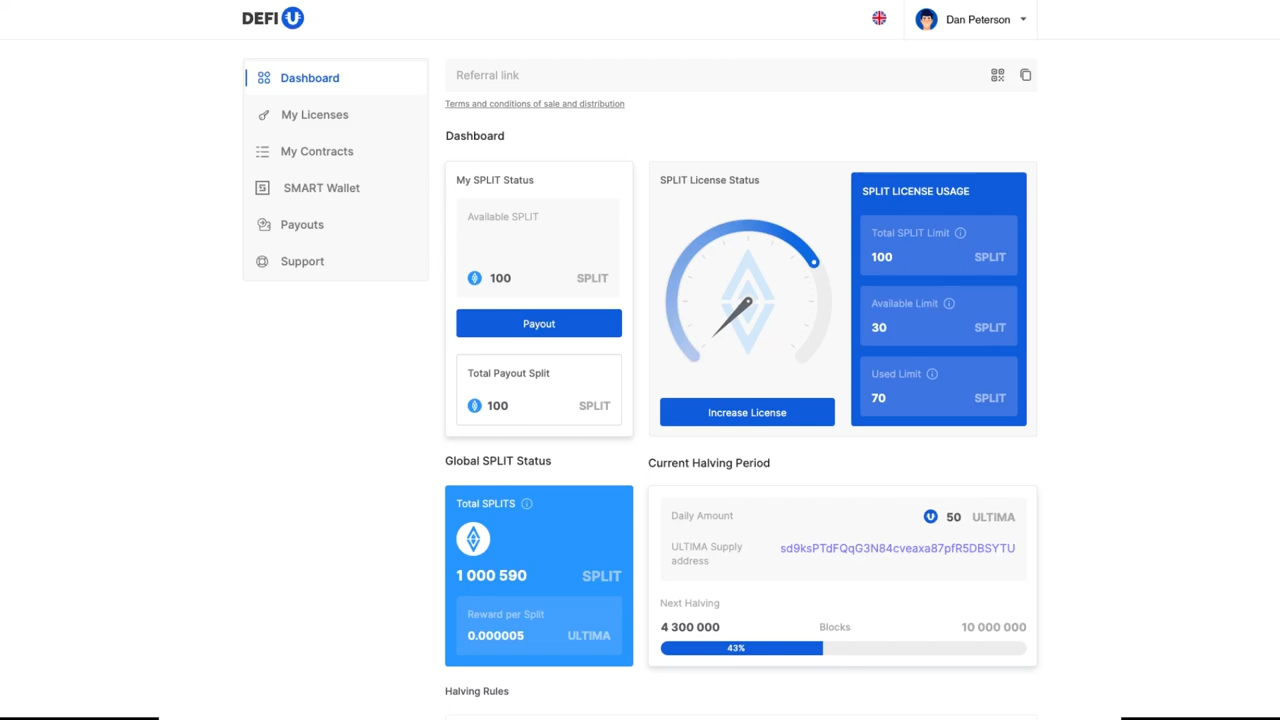 DEFI U
Dan Peterson
Dashboard
My Licenses
My Contracts
SMART Wallet
Payouts
Support
Referral link
Terms and conditions of sale and distribution
Dashboard
My SPLIT Status
Available SPLIT
100 SPLIT
Payout
Total Payout Split
100 SPLIT
SPLIT License Status
Increase License
SPLIT LICENSE USAGE
Total SPLIT Limit
100 SPLIT
Available Limit
30 SPLIT
Used Limit
70 SPLIT
Global SPLIT Status
Total SPLITS
1 000 590 SPLIT
Reward per Split
0.000005 ULTIMA
Current Halving Period
Daily Amount 50 ULTIMA
ULTIMA Supply sd9ksPTdFQqG3N84cveaxa87pfR5DBSYTU
address
Next Halving
4 300 000 Blocks 10 000 000
43%
Halving Rules